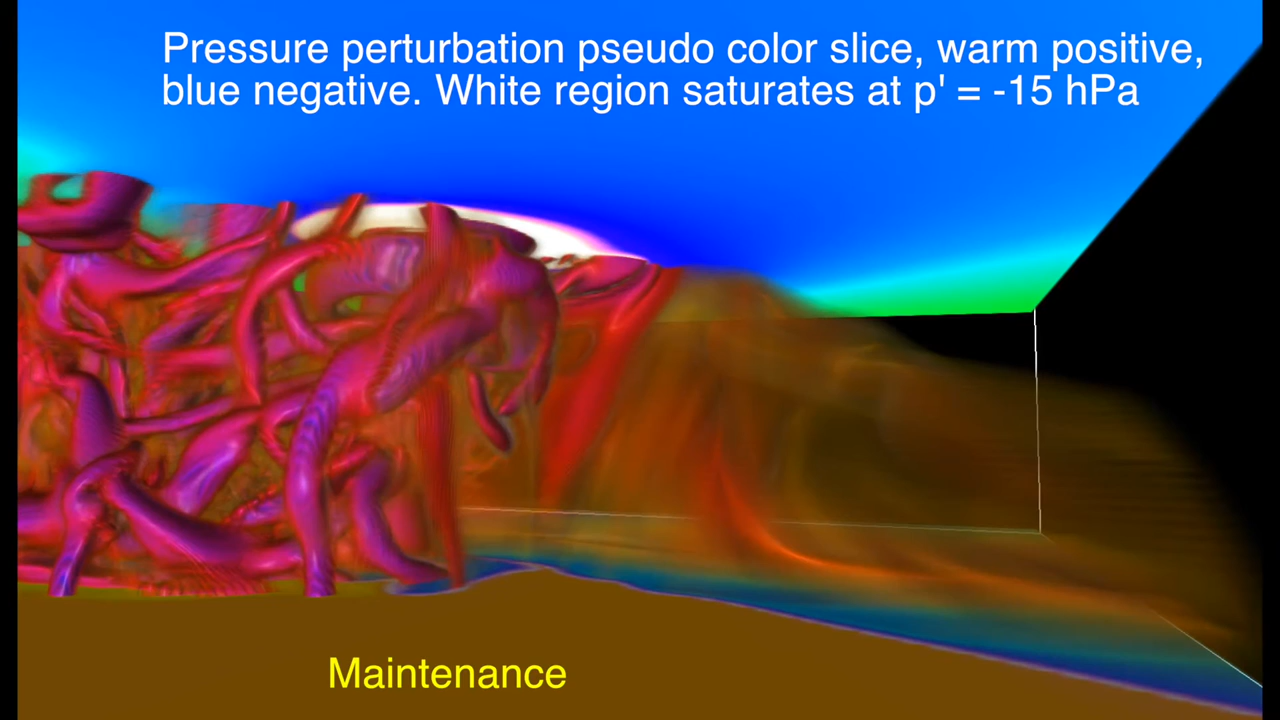 Pressure perturbation pseudo color slice, warm positive,
blue negative. White region saturates at p' = -15 hPa
Maintenance